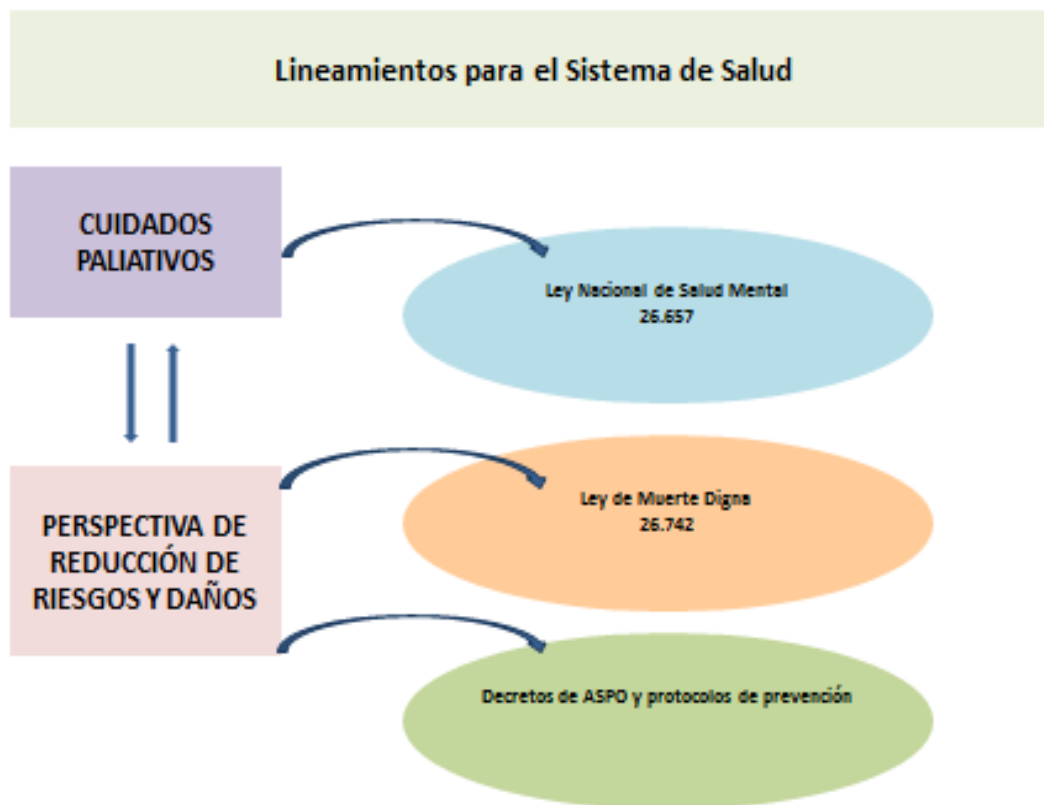 Lineamientos para el Sistema de Salud
CUIDADOS
PALIATIVOS
Ley Nacional de Salud Mental
26.657
PERSPECTIVA DE
REDUCCIÓN DE
RIESGOS Y DAÑOS
Ley de Muerte Digna
26.742
Decretos de ASPO y protocolos de prevención